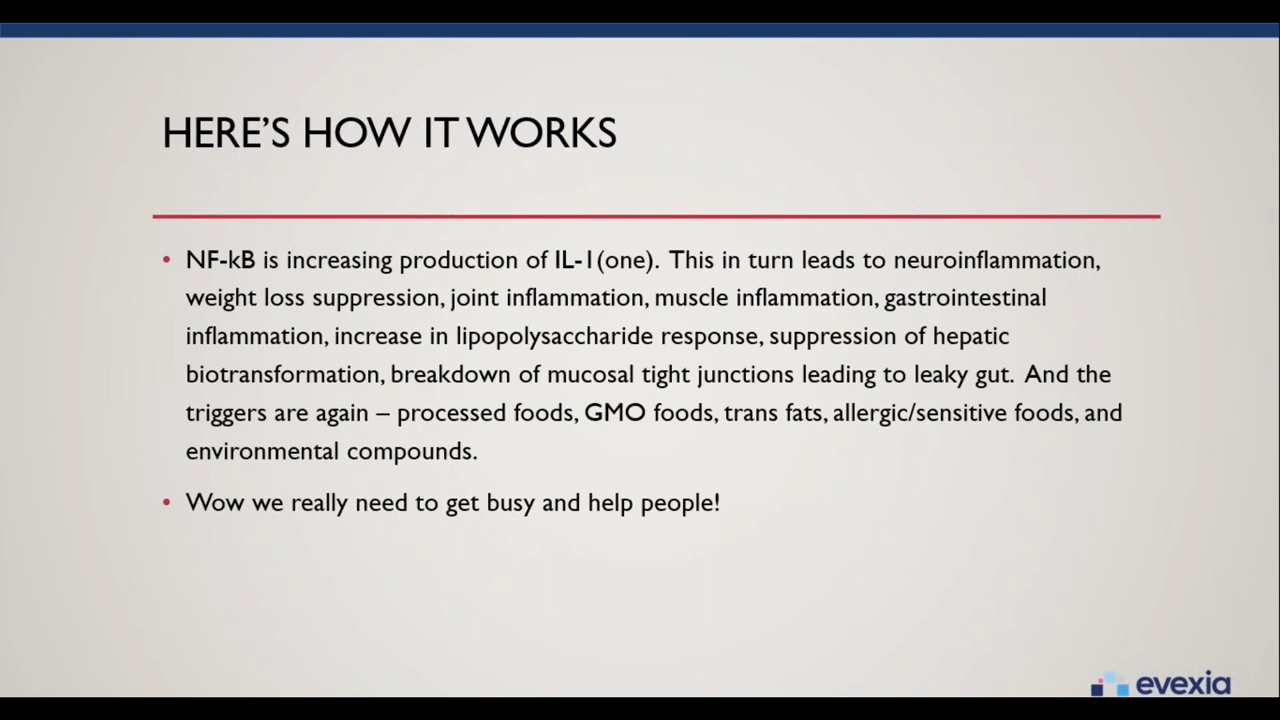 HERE’S HOW IT WORKS
• NF-kB is increasing production of IL-1(one). This in turn leads to neuroinflammation,
weight loss suppression, joint inflammation, muscle inflammation, gastrointestinal
inflammation, increase in lipopolysaccharide response, suppression of hepatic
biotransformation, breakdown of mucosal tight junctions leading to leaky gut. And the
triggers are again – processed foods, GMO foods, trans fats, allergic/sensitive foods, and
environmental compounds.
• Wow we really need to get busy and help people!
evexia